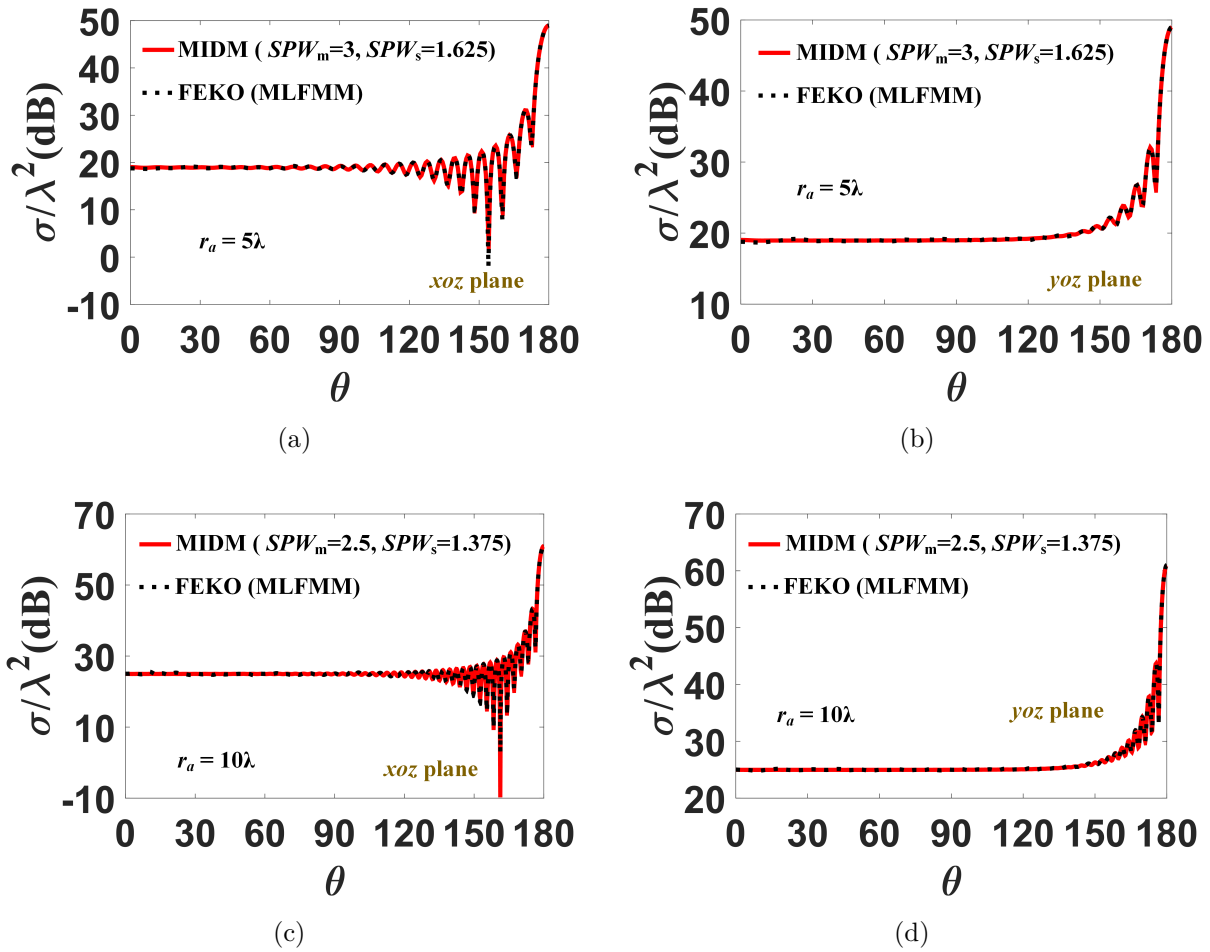 50
40
30
20
10
0
-10
σ/λ²(dB)
MIDM ( SPWm=3, SPWs=1.625)
FEKO (MLFMM)
ra = 5λ
xoz plane
0 30 60 90 120 150 180
θ
(a)
50
40
30
20
10
σ/λ²(dB)
MIDM ( SPWm=3, SPWs=1.625)
FEKO (MLFMM)
ra = 5λ
yoz plane
0 30 60 90 120 150 180
θ
(b)
70
50
30
10
-10
σ/λ²(dB)
MIDM ( SPWm=2.5, SPWs=1.375)
FEKO (MLFMM)
ra = 10λ
xoz plane
0 30 60 90 120 150 180
θ
(c)
70
60
50
40
30
20
σ/λ²(dB)
MIDM ( SPWm=2.5, SPWs=1.375)
FEKO (MLFMM)
ra = 10λ
yoz plane
0 30 60 90 120 150 180
θ
(d)